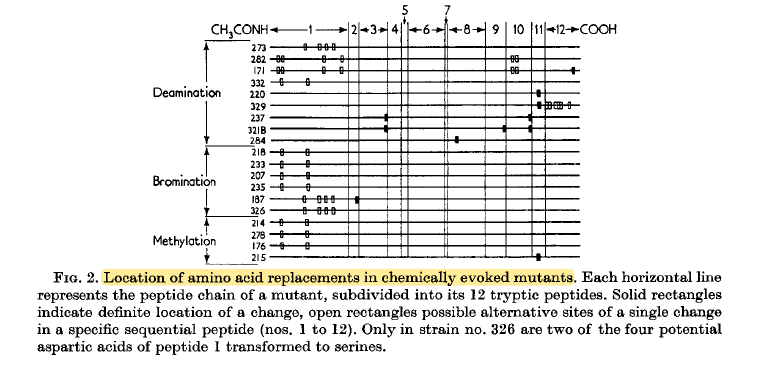 5 7
CH3CONH 1 2 3 4 6 8 9 10 11 12 COOH
273
282
171
332
Deamination 220
329
237
321B
284
218
233
207
Bromination 235
187
326
214
278
Methylation 176
215
FIG. 2. Location of amino acid replacements in chemically evoked mutants. Each horizontal line
represents the peptide chain of a mutant, subdivided into its 12 tryptic peptides. Solid rectangles
indicate definite location of a change, open rectangles possible alternative sites of a single change
in a specific sequential peptide (nos. 1 to 12). Only in strain no. 326 are two of the four potential
aspartic acids of peptide 1 transformed to serines.